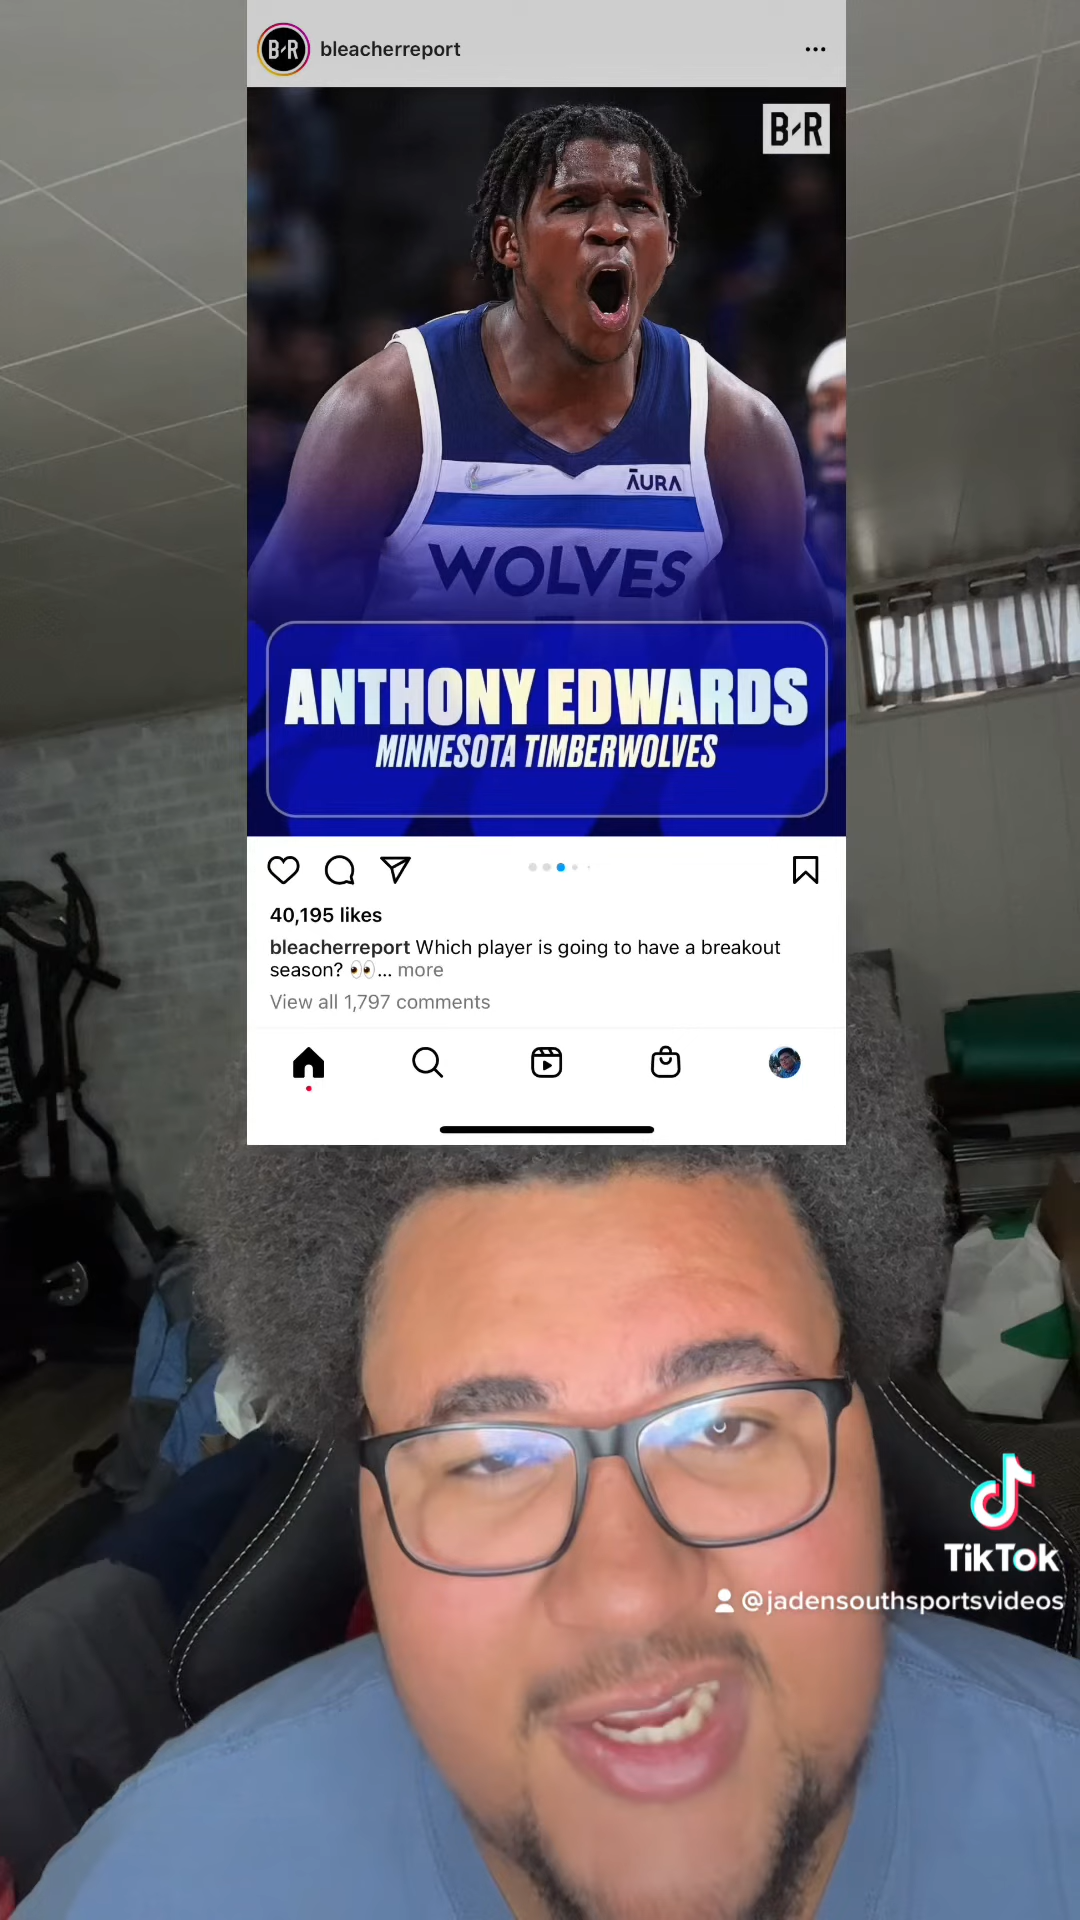 B-R bleacherreport
B-R
ĀURA
WOLVES
ANTHONY EDWARDS
MINNESOTA TIMBERWOLVES
40,195 likes
bleacherreport Which player is going to have a breakout
season? 👀... more
View all 1,797 comments
TikTok
@jadensouthsportsvideos